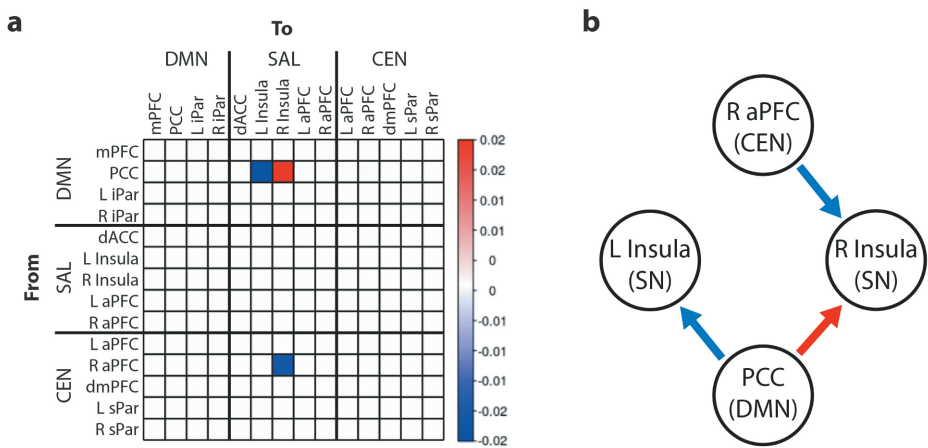 a
To
DMN SAL CEN
mPFC PCC L iPar R iPar dACC L Insula R Insula L aPFC R aPFC L aPFC R aPFC dmPFC L sPar R sPar
From
DMN
mPFC
PCC
L iPar
R iPar
SAL
dACC
L Insula
R Insula
L aPFC
R aPFC
CEN
L aPFC
R aPFC
dmPFC
L sPar
R sPar
0.02
0.02
0.01
0.01
0
0
-0.01
-0.01
-0.01
-0.02
-0.02
b
R aPFC
(CEN)
L Insula
(SN)
R Insula
(SN)
PCC
(DMN)